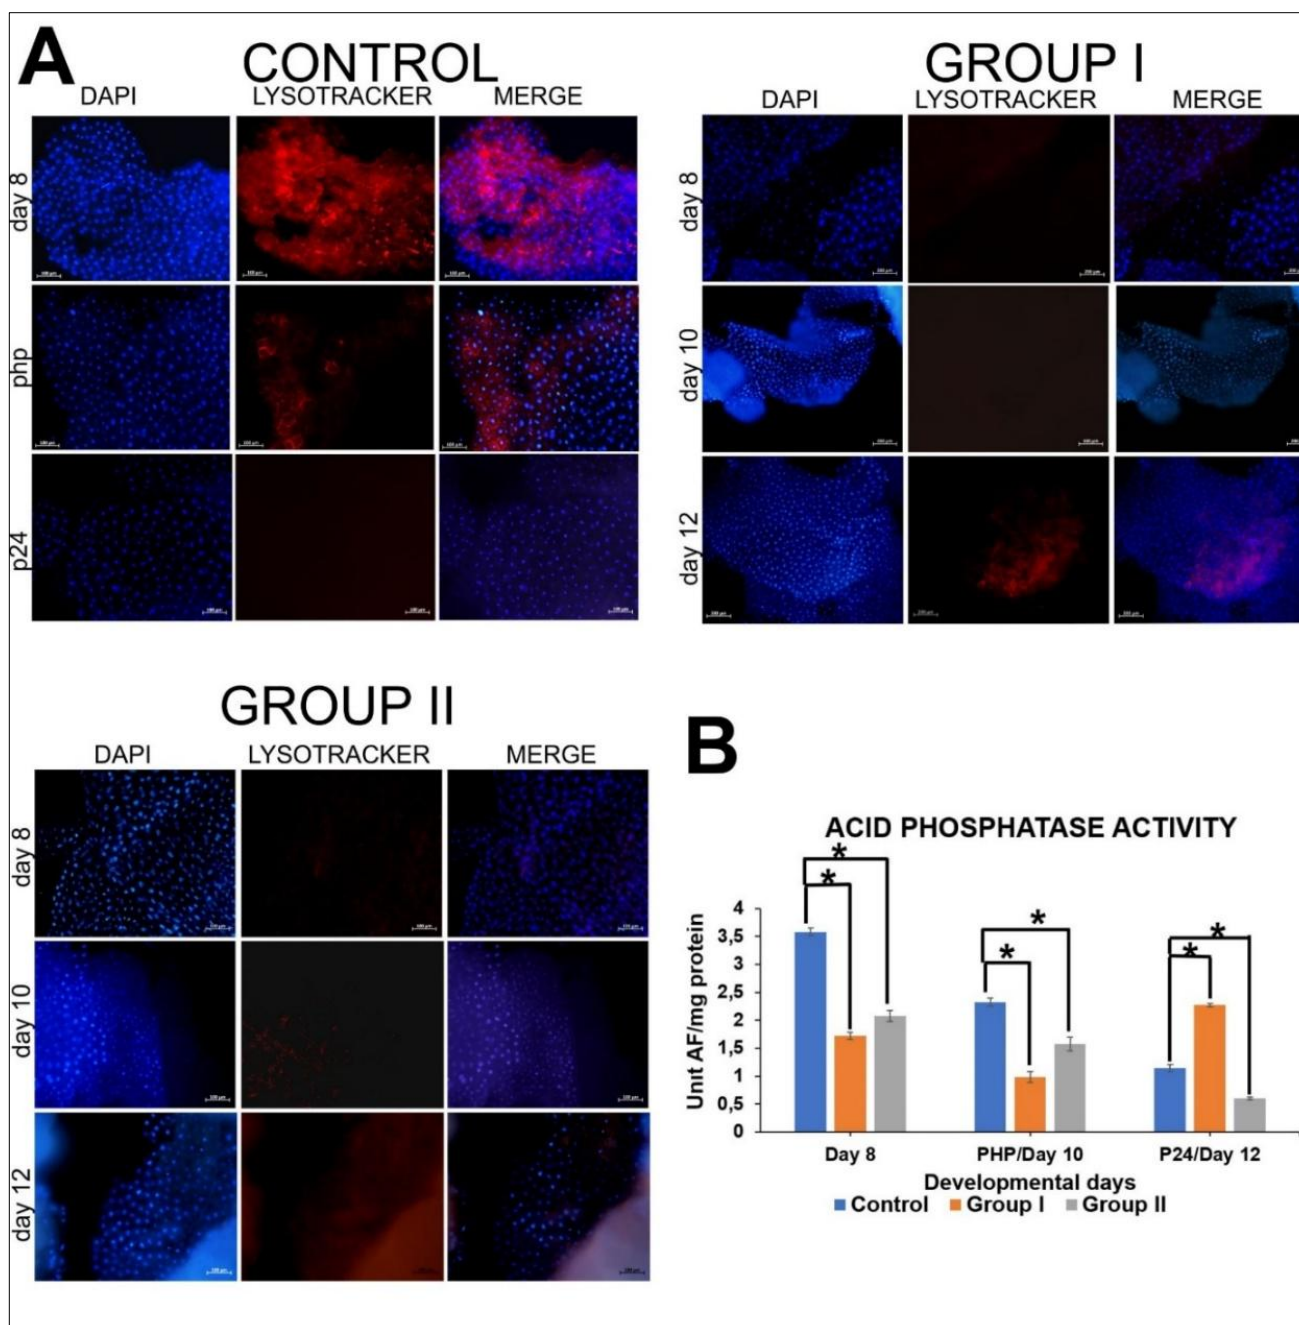 A
CONTROL
DAPI LYSOTRACKER MERGE
day 8
php
p24
GROUP I
DAPI LYSOTRACKER MERGE
day 8
day 10
day 12
GROUP II
DAPI LYSOTRACKER MERGE
day 8
day 10
day 12
B
ACID PHOSPHATASE ACTIVITY
Unıt AF/mg protein
4
3,5
3
2,5
2
1,5
1
0,5
0
* *
* *
* *
Day 8 PHP/Day 10 P24/Day 12
Developmental days
Control Group I Group II